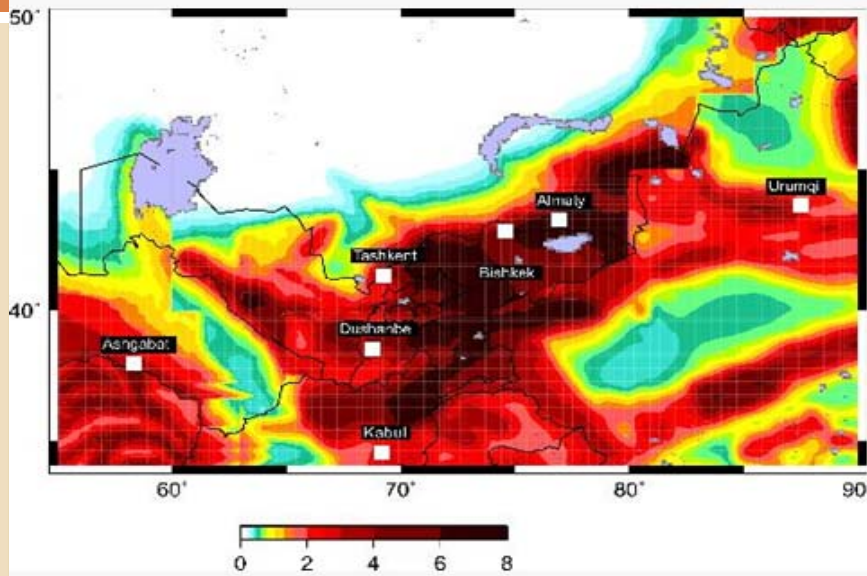 50°
Almaty
Urumqi
Tashkent
Bishkek
40°
Dushanbe
Ashgabat
Kabul
60° 70° 80° 90
0 2 4 6 8